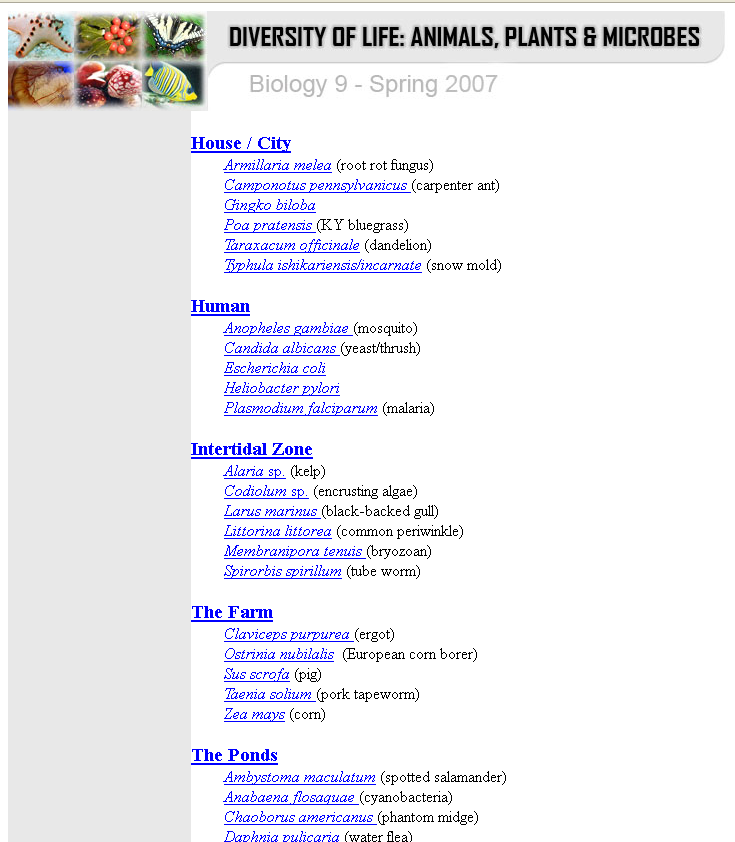 DIVERSITY OF LIFE: ANIMALS, PLANTS & MICROBES
Biology 9 - Spring 2007
House / City
Armillaria melea (root rot fungus)
Camponotus pennsylvanicus (carpenter ant)
Gingko biloba
Poa pratensis (KY bluegrass)
Taraxacum officinale (dandelion)
Typhula ishikariensis/incarnate (snow mold)
Human
Anopheles gambiae (mosquito)
Candida albicans (yeast/thrush)
Escherichia coli
Heliobacter pylori
Plasmodium falciparum (malaria)
Intertidal Zone
Alaria sp. (kelp)
Codiolum sp. (encrusting algae)
Larus marinus (black-backed gull)
Littorina littorea (common periwinkle)
Membranipora tenuis (bryozoan)
Spirorbis spirillum (tube worm)
The Farm
Claviceps purpurea (ergot)
Ostrinia nubilalis (European corn borer)
Sus scrofa (pig)
Taenia solium (pork tapeworm)
Zea mays (corn)
The Ponds
Ambystoma maculatum (spotted salamander)
Anabaena flosaquae (cyanobacteria)
Chaoborus americanus (phantom midge)
Daphnia pulicaria (water flea)